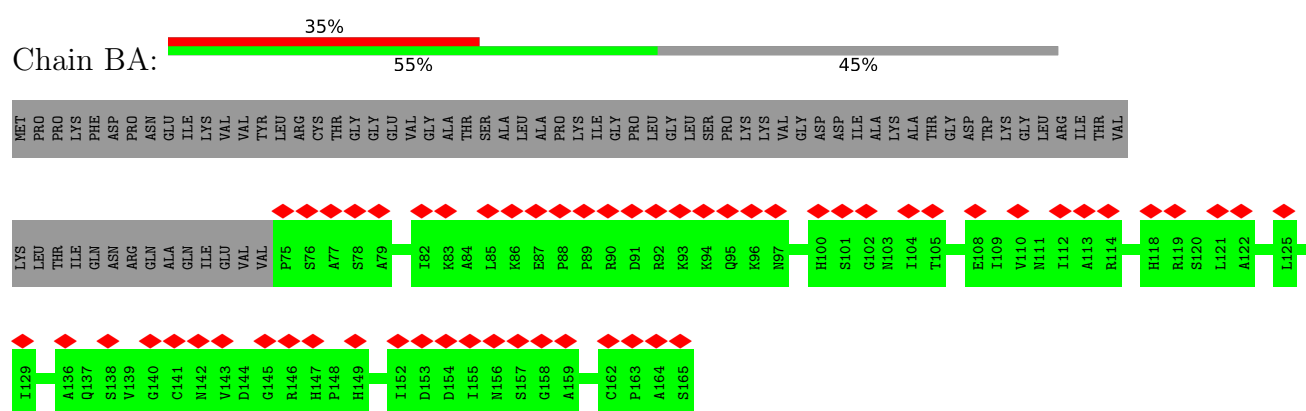 35%
Chain BA:
55% 45%
MET PRO PRO LYS PHE ASP PRO ASN GLU ILE LYS VAL VAL TYR LEU ARG CYS THR GLY GLY GLU VAL GLY ALA THR SER ALA LEU ALA PRO LYS ILE GLY PRO LEU GLY LEU SER PRO LYS LYS VAL GLY ASP ASP ILE ALA LYS ALA THR GLY ASP TRP LYS GLY LEU ARG ILE THR VAL
LYS LEU THR ILE GLN ASN ARG GLN ALA GLN ILE GLU VAL VAL P75 S76 A77 S78 A79 I82 K83 A84 L85 K86 E87 P88 P89 R90 D91 R92 K93 K94 Q95 K96 N97 H100 S101 G102 N103 I104 T105 E108 I109 V110 N111 I112 A113 R114 H118 R119 S120 L121 A122 L125
I129 A136 Q137 S138 V139 G140 C141 N142 V143 D144 G145 R146 H147 P148 H149 I152 D153 D154 I155 N156 S157 G158 A159 C162 P163 A164 S165